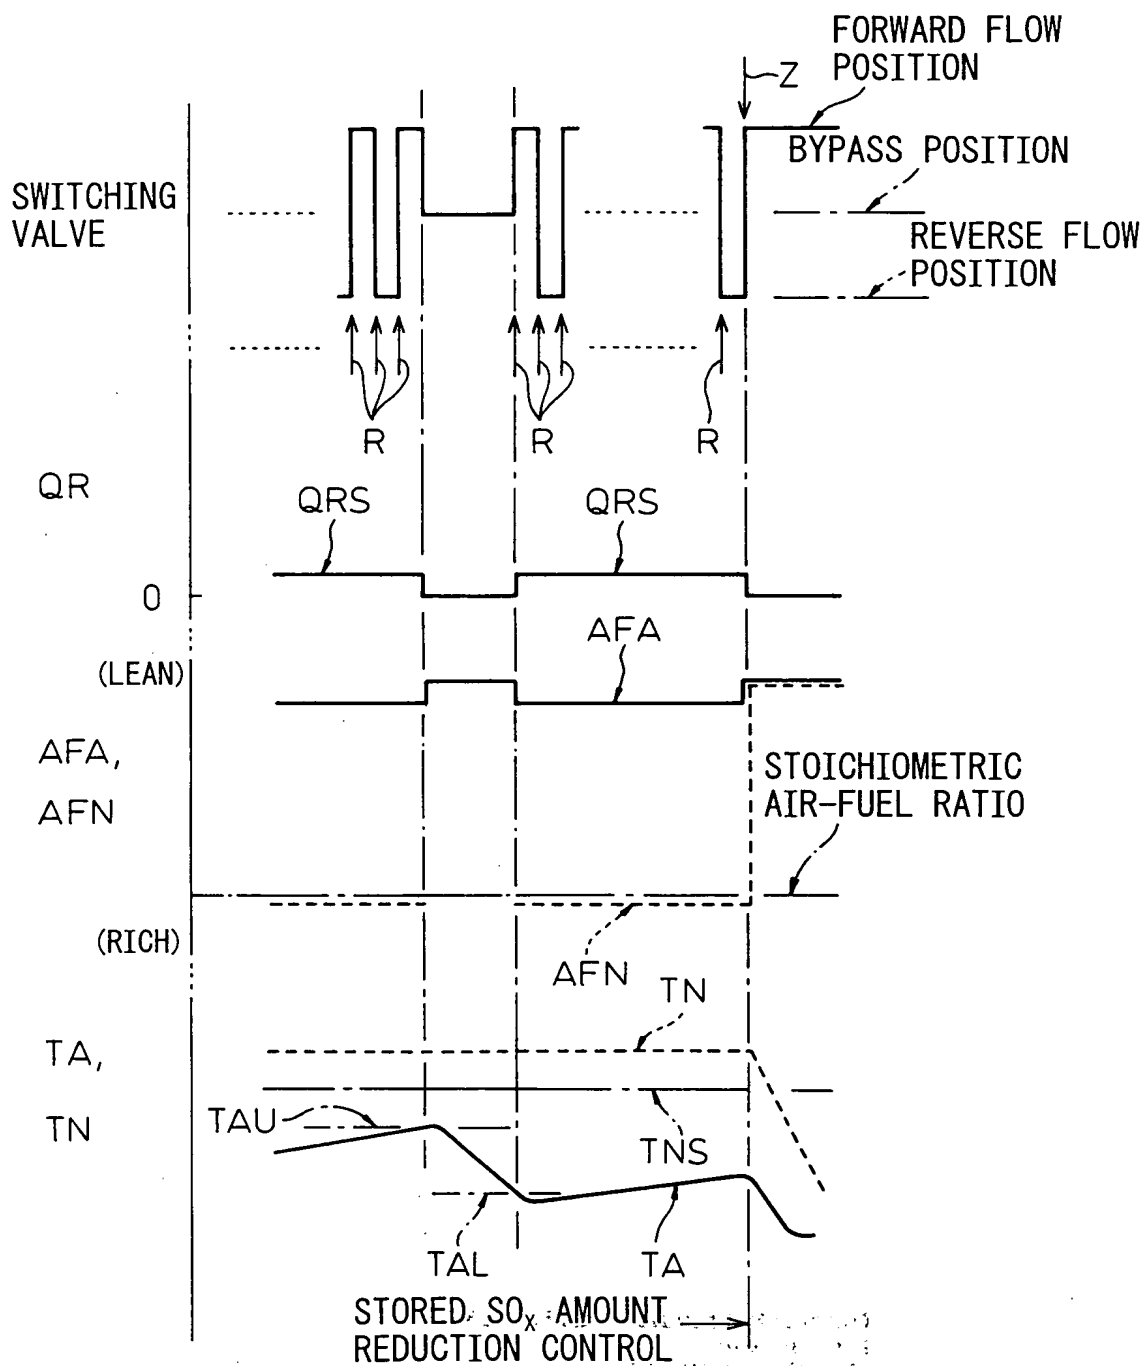 FORWARD FLOW
POSITION
Z
BYPASS POSITION
SWITCHING
VALVE
REVERSE FLOW
POSITION
R
R
R
QR
QRS
QRS
0
AFA
(LEAN)
AFA,
AFN
STOICHIOMETRIC
AIR-FUEL RATIO
(RICH)
AFN
TN
TA,
TN
TAU
TNS
TAL
TA
STORED SOX AMOUNT
REDUCTION CONTROL